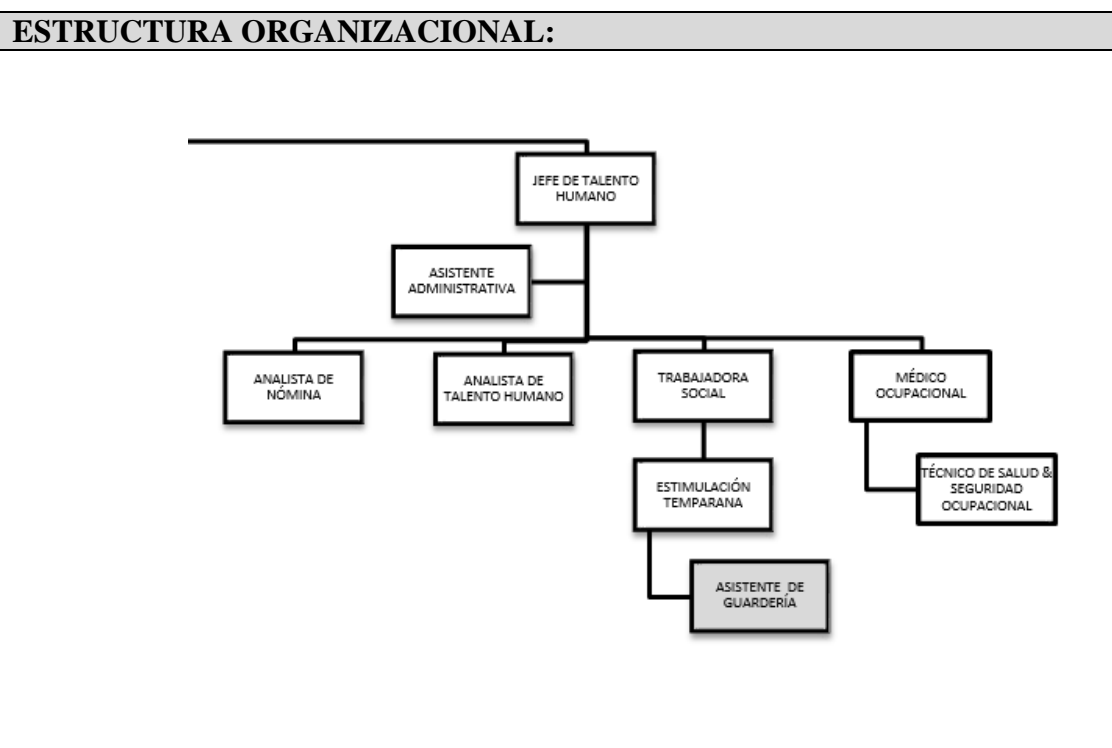 ESTRUCTURA ORGANIZACIONAL:
JEFE DE TALENTO
HUMANO
ASISTENTE
ADMINISTRATIVA
ANALISTA DE
NÓMINA
ANALISTA DE
TALENTO HUMANO
TRABAJADORA
SOCIAL
MÉDICO
OCUPACIONAL
ESTIMULACIÓN
TEMPARANA
TÉCNICO DE SALUD &
SEGURIDAD
OCUPACIONAL
ASISTENTE DE
GUARDERÍA